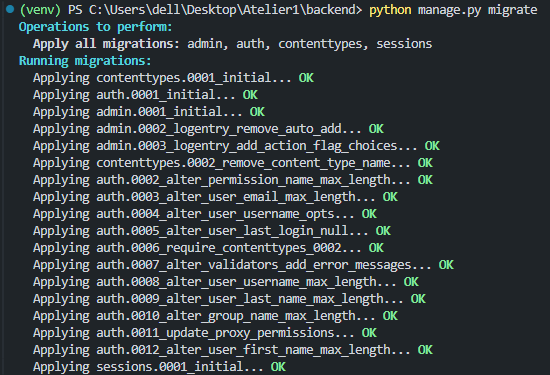 (venv) PS C:\Users\dell\Desktop\Atelier1\backend> python manage.py migrate
Operations to perform:
  Apply all migrations: admin, auth, contenttypes, sessions
Running migrations:
  Applying contenttypes.0001_initial... OK
  Applying auth.0001_initial... OK
  Applying admin.0001_initial... OK
  Applying admin.0002_logentry_remove_auto_add... OK
  Applying admin.0003_logentry_add_action_flag_choices... OK
  Applying contenttypes.0002_remove_content_type_name... OK
  Applying auth.0002_alter_permission_name_max_length... OK
  Applying auth.0003_alter_user_email_max_length... OK
  Applying auth.0004_alter_user_username_opts... OK
  Applying auth.0005_alter_user_last_login_null... OK
  Applying auth.0006_require_contenttypes_0002... OK
  Applying auth.0007_alter_validators_add_error_messages... OK
  Applying auth.0008_alter_user_username_max_length... OK
  Applying auth.0009_alter_user_last_name_max_length... OK
  Applying auth.0010_alter_group_name_max_length... OK
  Applying auth.0011_update_proxy_permissions... OK
  Applying auth.0012_alter_user_first_name_max_length... OK
  Applying sessions.0001_initial... OK